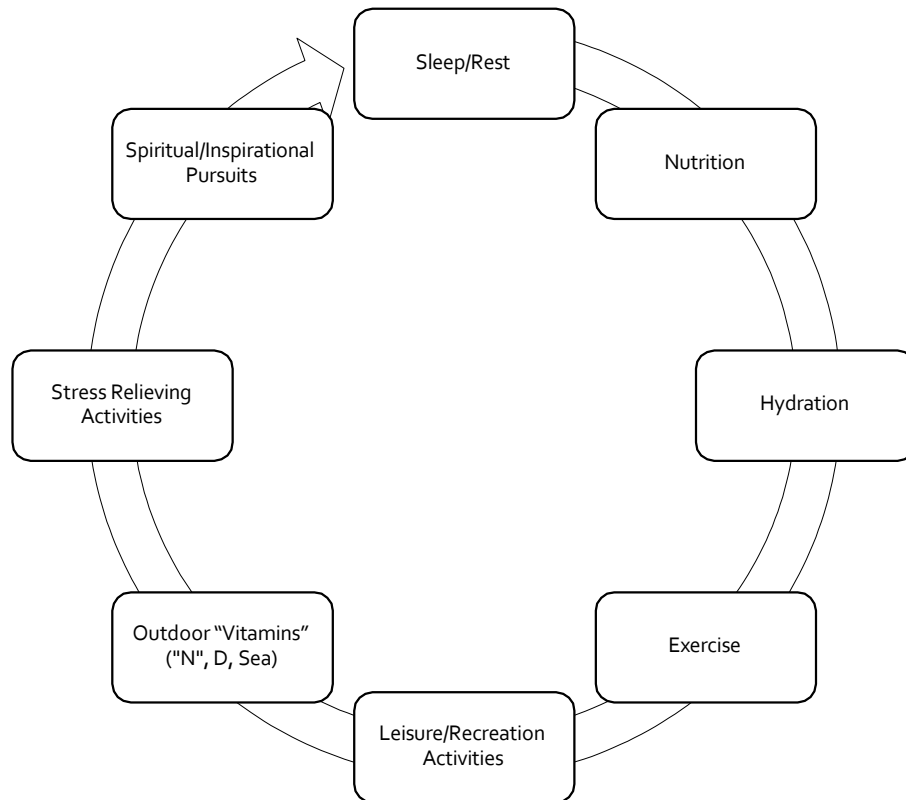 Sleep/Rest
Nutrition
Hydration
Exercise
Leisure/Recreation
Activities
Outdoor “Vitamins”
("N", D, Sea)
Stress Relieving
Activities
Spiritual/Inspirational
Pursuits